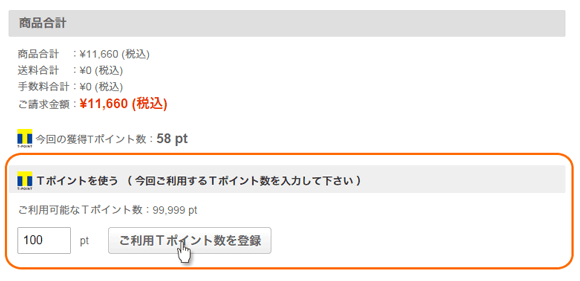 商品合計
商品合計　：¥11,660 (税込)
送料合計　：¥0 (税込)
手数料合計：¥0 (税込)
ご請求金額：¥11,660 (税込)
T-POINT 今回の獲得Tポイント数：58 pt
T-POINT Ｔポイントを使う （ 今回ご利用するＴポイント数を入力して下さい ）
ご利用可能なＴポイント数：99,999 pt
100 pt ご利用Ｔポイント数を登録